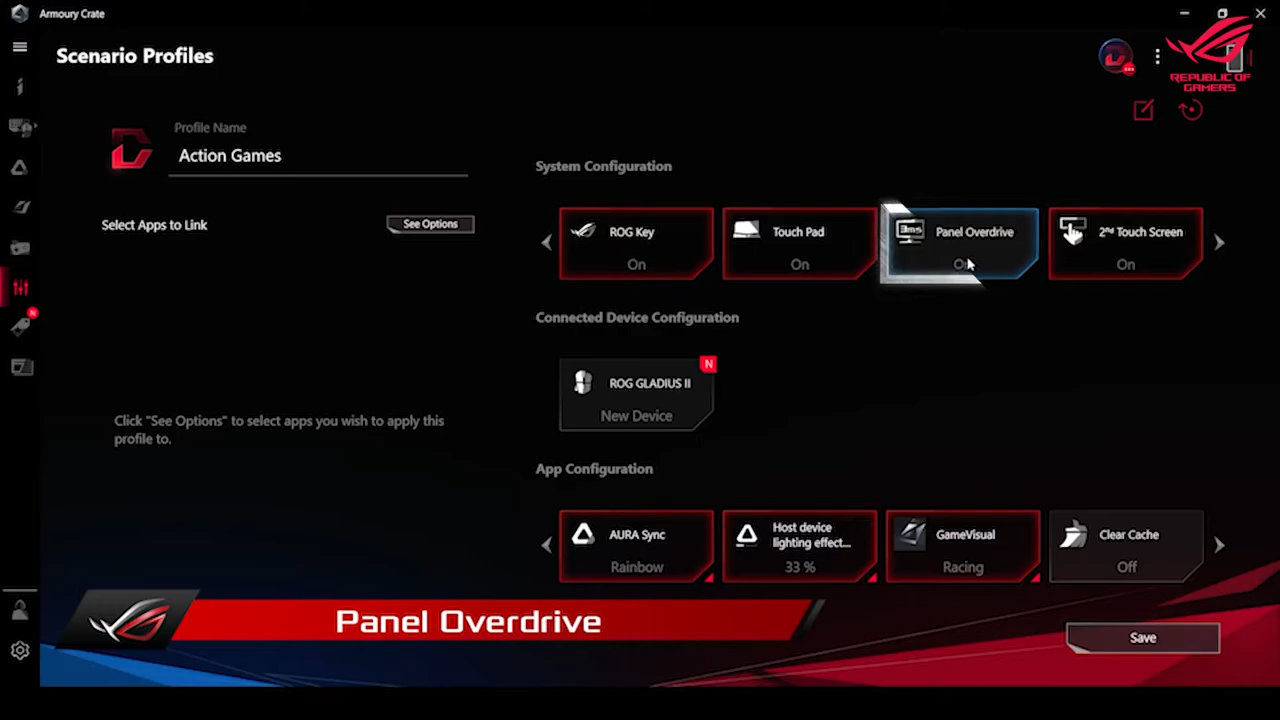 Armoury Crate
Scenario Profiles
REPUBLIC OF
GAMERS
Profile Name
Action Games
Select Apps to Link
See Options
Click "See Options" to select apps you wish to apply this
profile to.
System Configuration
ROG Key
On
Touch Pad
On
3ms
Panel Overdrive
On
2nd Touch Screen
On
Connected Device Configuration
N
ROG GLADIUS II
New Device
App Configuration
AURA Sync
Rainbow
Host device
lighting effect...
33 %
GameVisual
Racing
Clear Cache
Off
N
Panel Overdrive
Save